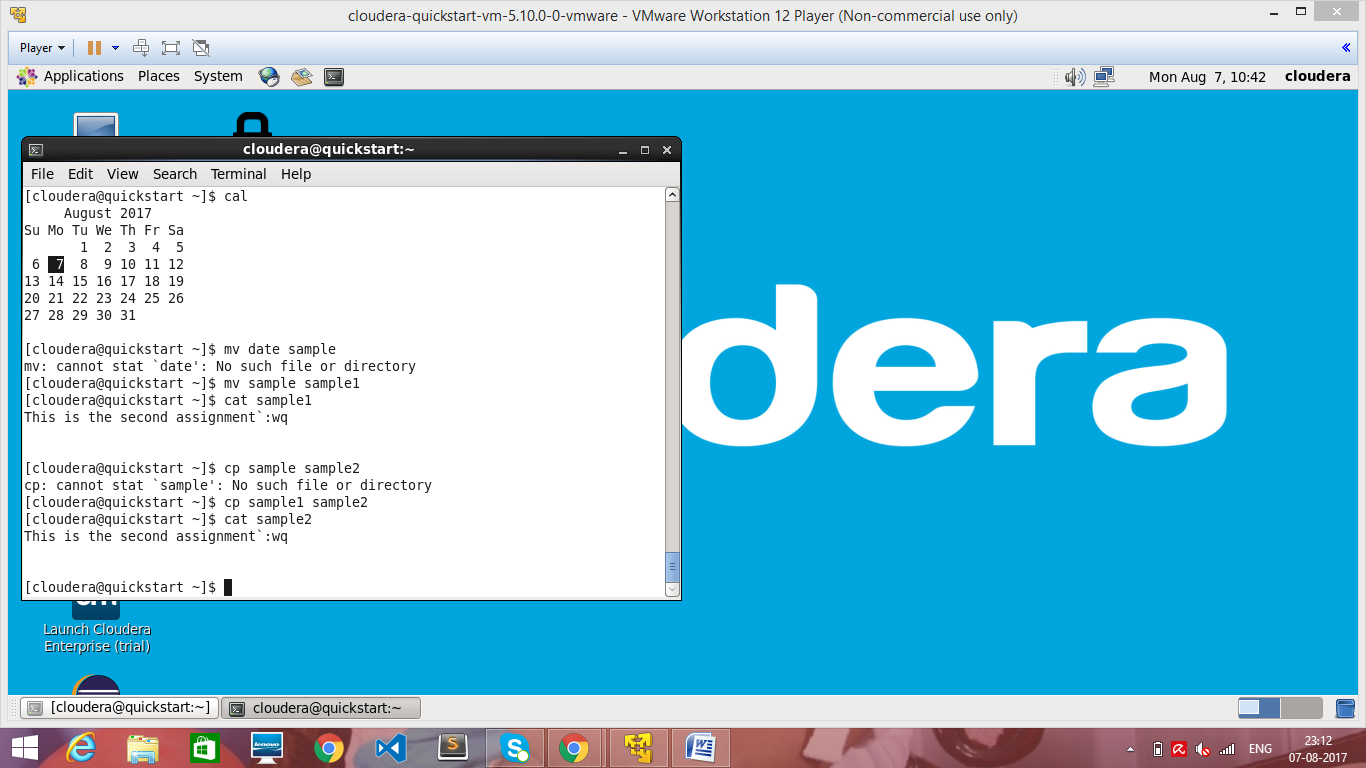 cloudera-quickstart-vm-5.10.0-0-vmware - VMware Workstation 12 Player (Non-commercial use only)
Player
Applications Places System
Mon Aug 7, 10:42 cloudera
cloudera@quickstart:~
File Edit View Search Terminal Help
[cloudera@quickstart ~]$ cal
August 2017
Su Mo Tu We Th Fr Sa
1 2 3 4 5
6 7 8 9 10 11 12
13 14 15 16 17 18 19
20 21 22 23 24 25 26
27 28 29 30 31
[cloudera@quickstart ~]$ mv date sample
mv: cannot stat `date': No such file or directory
[cloudera@quickstart ~]$ mv sample sample1
[cloudera@quickstart ~]$ cat sample1
This is the second assignment`:wq
[cloudera@quickstart ~]$ cp sample sample2
cp: cannot stat `sample': No such file or directory
[cloudera@quickstart ~]$ cp sample1 sample2
[cloudera@quickstart ~]$ cat sample2
This is the second assignment`:wq
[cloudera@quickstart ~]$
dera
Launch Cloudera
Enterprise (trial)
[cloudera@quickstart:~]
cloudera@quickstart:~
lenovo
ENG
23:12
07-08-2017